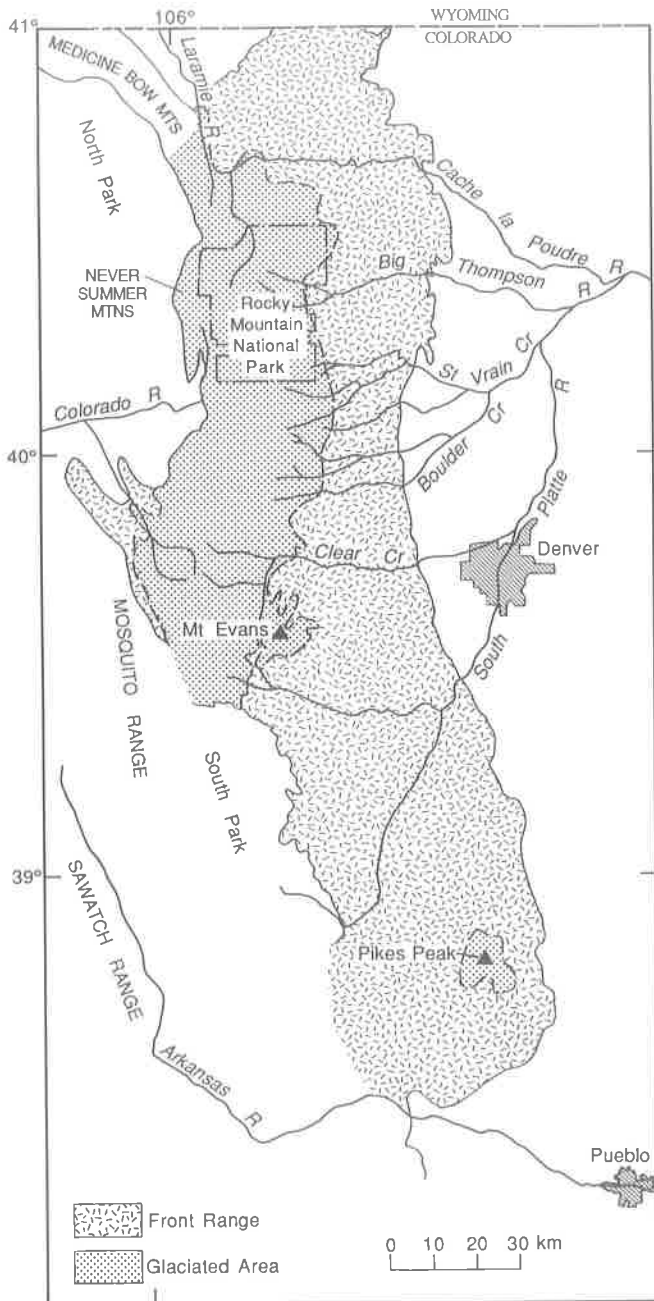 WYOMING
COLORADO
41°
106°
Laramie R
MEDICINE BOW MTS
North Park
Cache la Poudre R
Big Thompson R
NEVER
SUMMER
MTNS
Rocky
Mountain
National
Park
St Vrain Cr
Colorado R
40°
Boulder Cr
Platte R
Clear Cr
Denver
Mt Evans
South
MOSQUITO RANGE
South Park
39°
SAWATCH RANGE
Pikes Peak
Arkansas R
Pueblo
Front Range
Glaciated Area
0 10 20 30 km